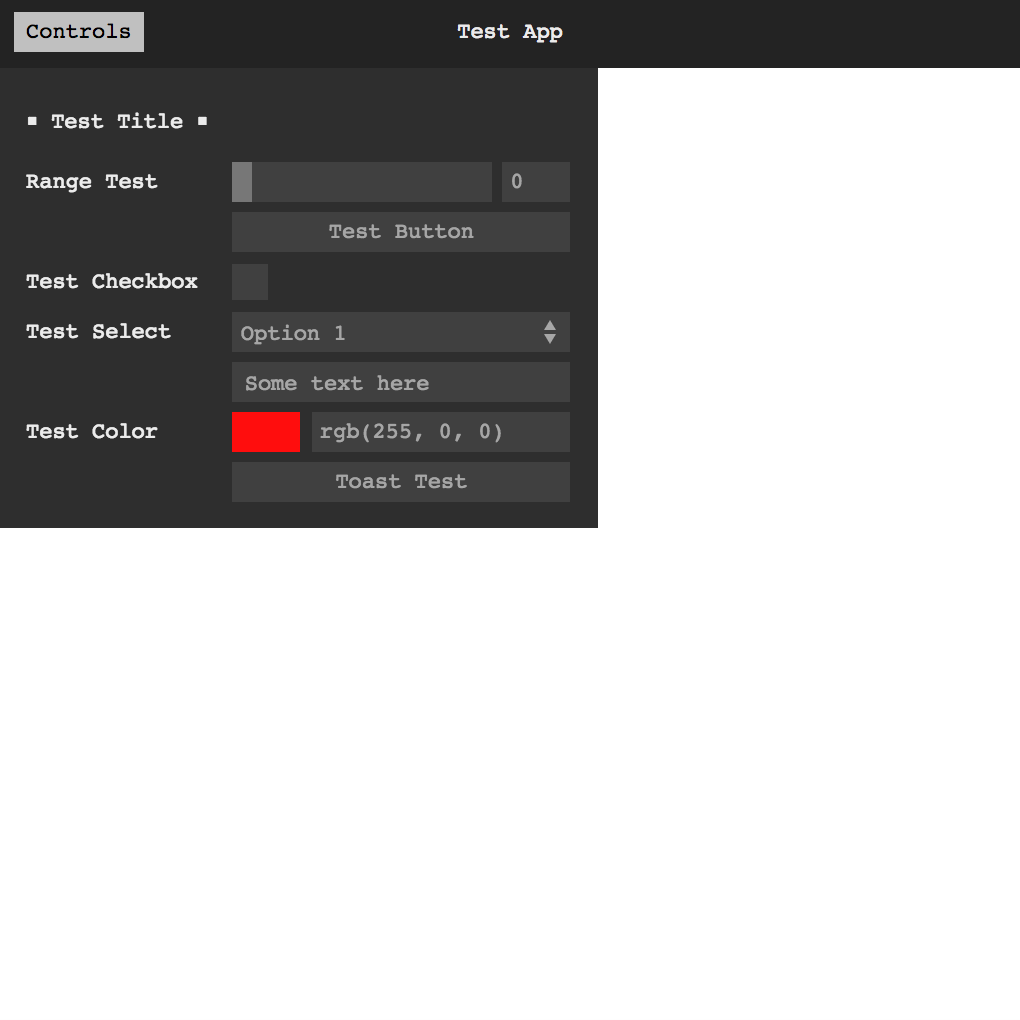 Controls
Test App
▪ Test Title ▪
Range Test 0
Test Button
Test Checkbox
Test Select Option 1
Some text here
Test Color rgb(255, 0, 0)
Toast Test